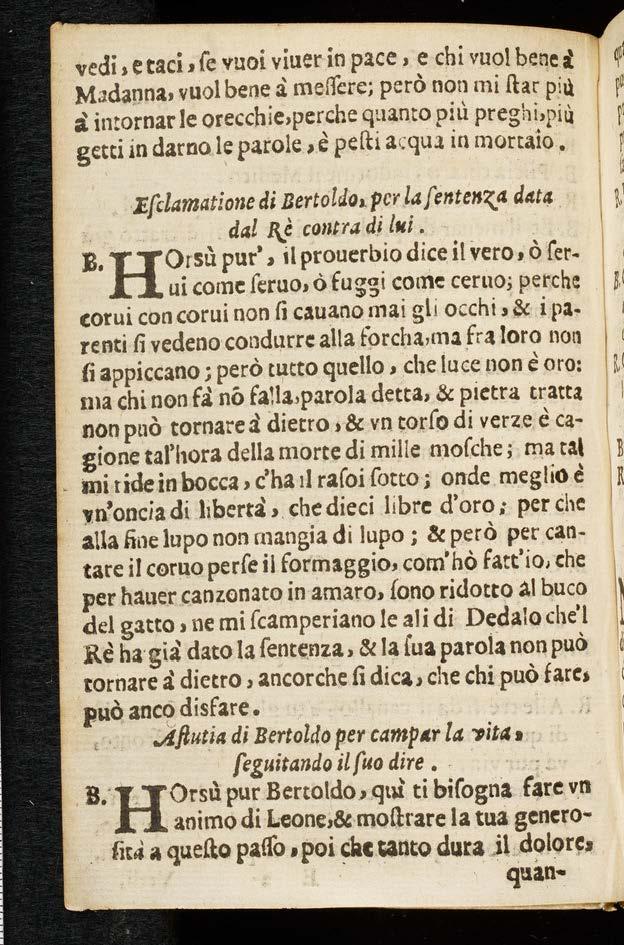 vedi, e taci, ſe vuoi viuer in pace, e chi vuol bene à
Madanna, vuol bene à meſſere; però non mi ſtar più
à intornar le orecchie, perche quanto più preghi, più
getti in darno le parole, è peſti acqua in mortaio.
Eſclamatione di Bertoldo, per la ſentenza data
dal Rè contra di lui.
B. HOrsù pur', il prouerbio dice il vero, ò ſer-
ui come ſeruo, ò fuggi come ceruo; perche
corui con corui non ſi cauano mai gli occhi, & i pa-
renti ſi vedeno condurre alla forcha, ma fra loro non
ſi appiccano; però tutto quello, che luce non è oro:
ma chi non fà nõ falla, parola detta, & pietra tratta
non può tornare à dietro, & vn torſo di verze è ca-
gione tal'hora della morte di mille moſche; ma tal
mi ride in bocca, c'ha il raſoi ſotto; onde meglio è
vn'oncia di libertà, che dieci libre d'oro; per che
alla fine lupo non mangia di lupo; & però per can-
tare il coruo perſe il formaggio, com'hò fatt'io, che
per hauer canzonato in amaro, ſono ridotto al buco
del gatto, ne mi ſcamperiano le ali di Dedalo che'l
Rè ha già dato la ſentenza, & la ſua parola non può
tornare à dietro, ancorche ſi dica, che chi può fare,
può anco disfare.
Aſtutia di Bertoldo per campar la vita,
ſeguitando il ſuo dire.
B. HOrsù pur Bertoldo, quì ti biſogna fare vn
animo di Leone, & moſtrare la tua genero-
ſità a queſto paſſo, poi che tanto dura il dolore,
quan-